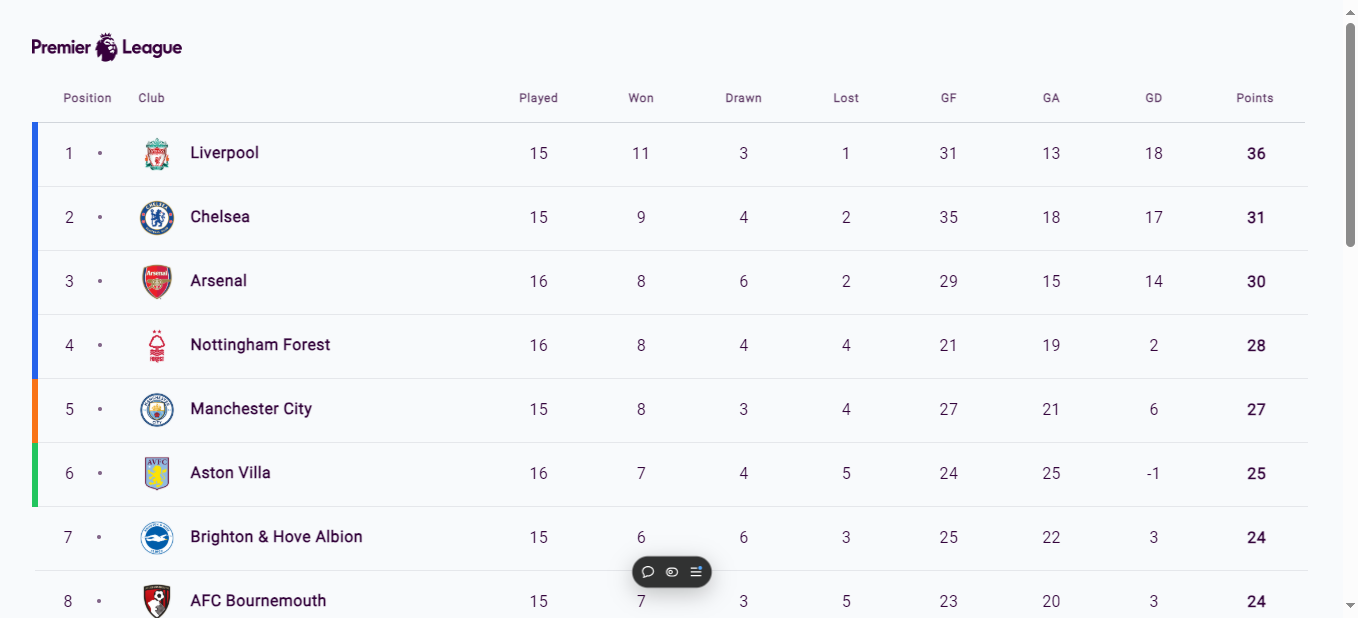 Premier League
Position Club Played Won Drawn Lost GF GA GD Points
1 Liverpool 15 11 3 1 31 13 18 36
2 Chelsea 15 9 4 2 35 18 17 31
3 Arsenal 16 8 6 2 29 15 14 30
4 Nottingham Forest 16 8 4 4 21 19 2 28
5 Manchester City 15 8 3 4 27 21 6 27
6 Aston Villa 16 7 4 5 24 25 -1 25
7 Brighton & Hove Albion 15 6 6 3 25 22 3 24
8 AFC Bournemouth 15 7 3 5 23 20 3 24